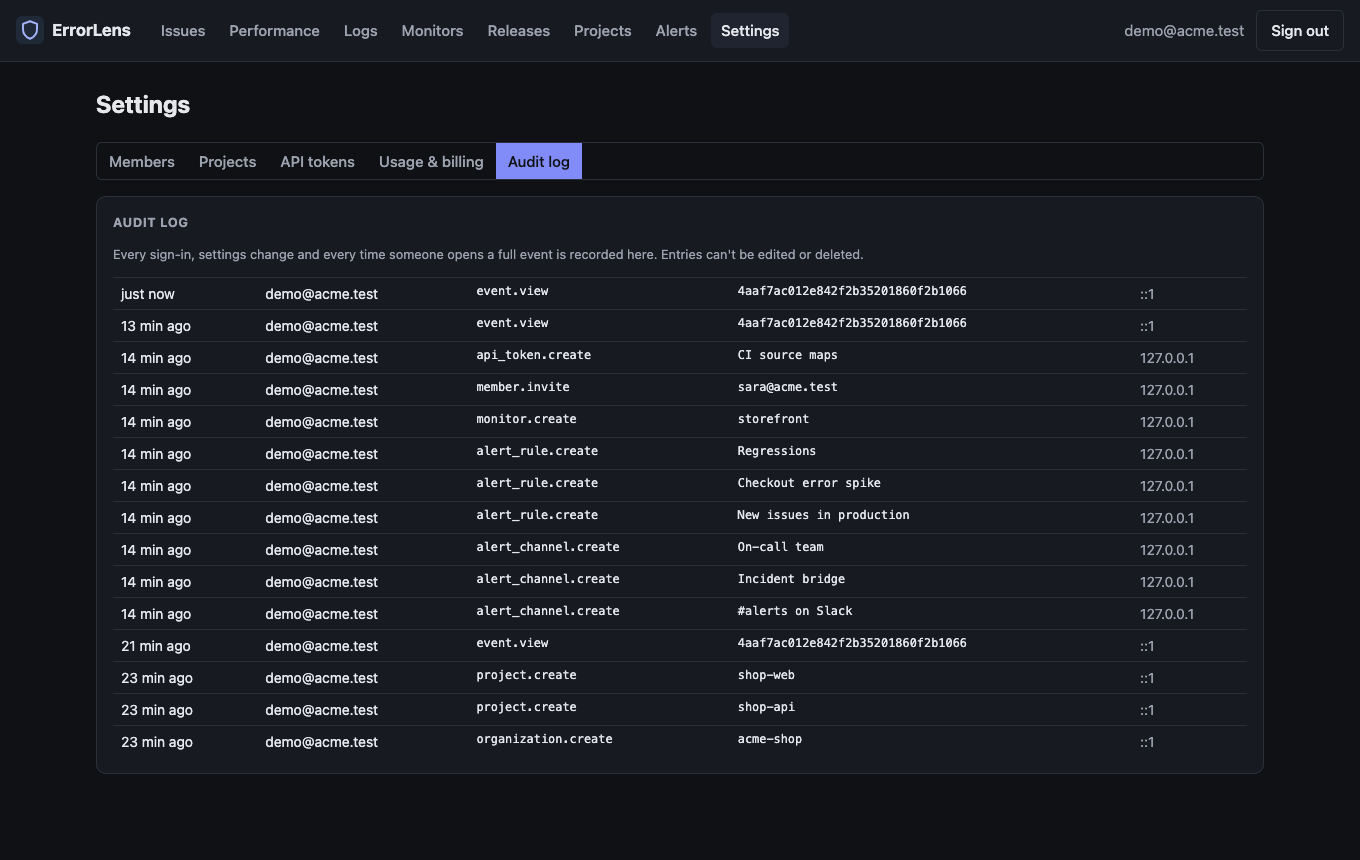 ErrorLens Issues Performance Logs Monitors Releases Projects Alerts Settings demo@acme.test Sign out
Settings
Members Projects API tokens Usage & billing Audit log
AUDIT LOG
Every sign-in, settings change and every time someone opens a full event is recorded here. Entries can't be edited or deleted.
just now demo@acme.test event.view 4aaf7ac012e842f2b35201860f2b1066 ::1
13 min ago demo@acme.test event.view 4aaf7ac012e842f2b35201860f2b1066 ::1
14 min ago demo@acme.test api_token.create CI source maps 127.0.0.1
14 min ago demo@acme.test member.invite sara@acme.test 127.0.0.1
14 min ago demo@acme.test monitor.create storefront 127.0.0.1
14 min ago demo@acme.test alert_rule.create Regressions 127.0.0.1
14 min ago demo@acme.test alert_rule.create Checkout error spike 127.0.0.1
14 min ago demo@acme.test alert_rule.create New issues in production 127.0.0.1
14 min ago demo@acme.test alert_channel.create On-call team 127.0.0.1
14 min ago demo@acme.test alert_channel.create Incident bridge 127.0.0.1
14 min ago demo@acme.test alert_channel.create #alerts on Slack 127.0.0.1
21 min ago demo@acme.test event.view 4aaf7ac012e842f2b35201860f2b1066 ::1
23 min ago demo@acme.test project.create shop-web ::1
23 min ago demo@acme.test project.create shop-api ::1
23 min ago demo@acme.test organization.create acme-shop ::1